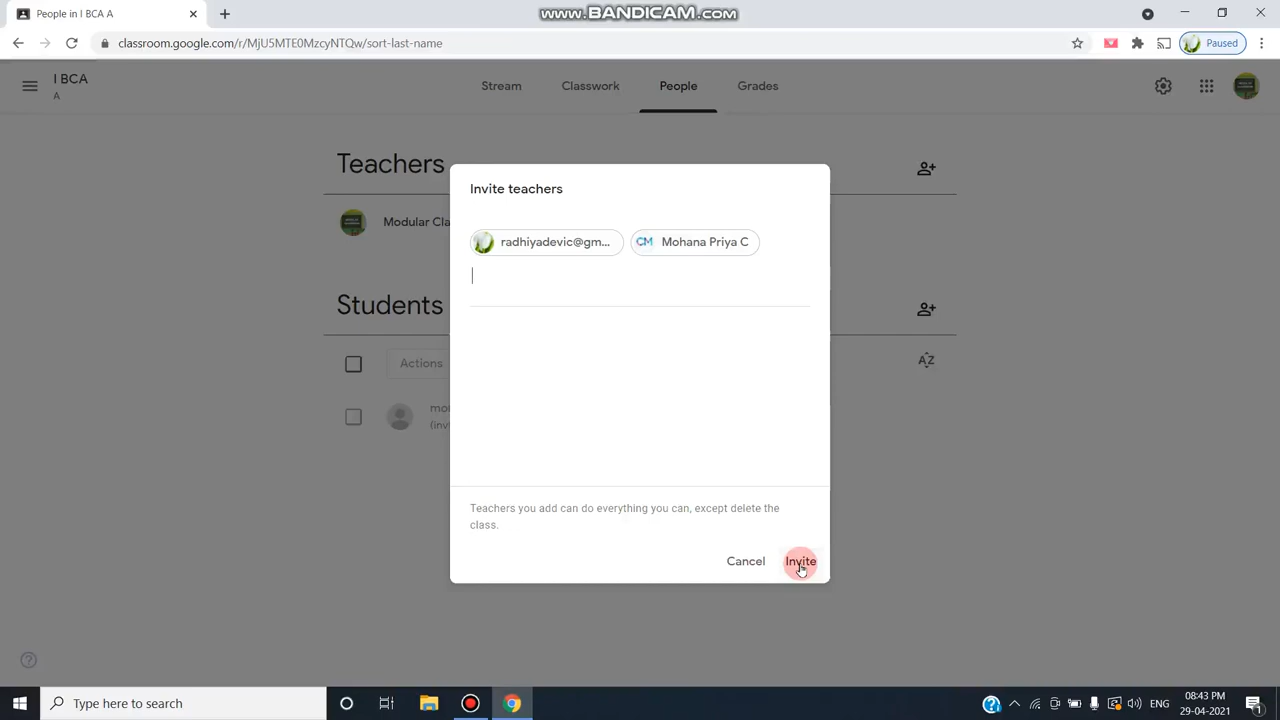 People in I BCA A
www.BANDICAM.com
classroom.google.com/r/MjU5MTE0MzcyNTQw/sort-last-name
Paused
I BCA
A
Stream
Classwork
People
Grades
Teachers
Modular Cla
Invite teachers
radhiyadevic@gm...
CM
Mohana Priya C
Students
Actions
(inv
Teachers you add can do everything you can, except delete the
class.
Cancel
Invite
Type here to search
ENG
08:43 PM
29-04-2021
1